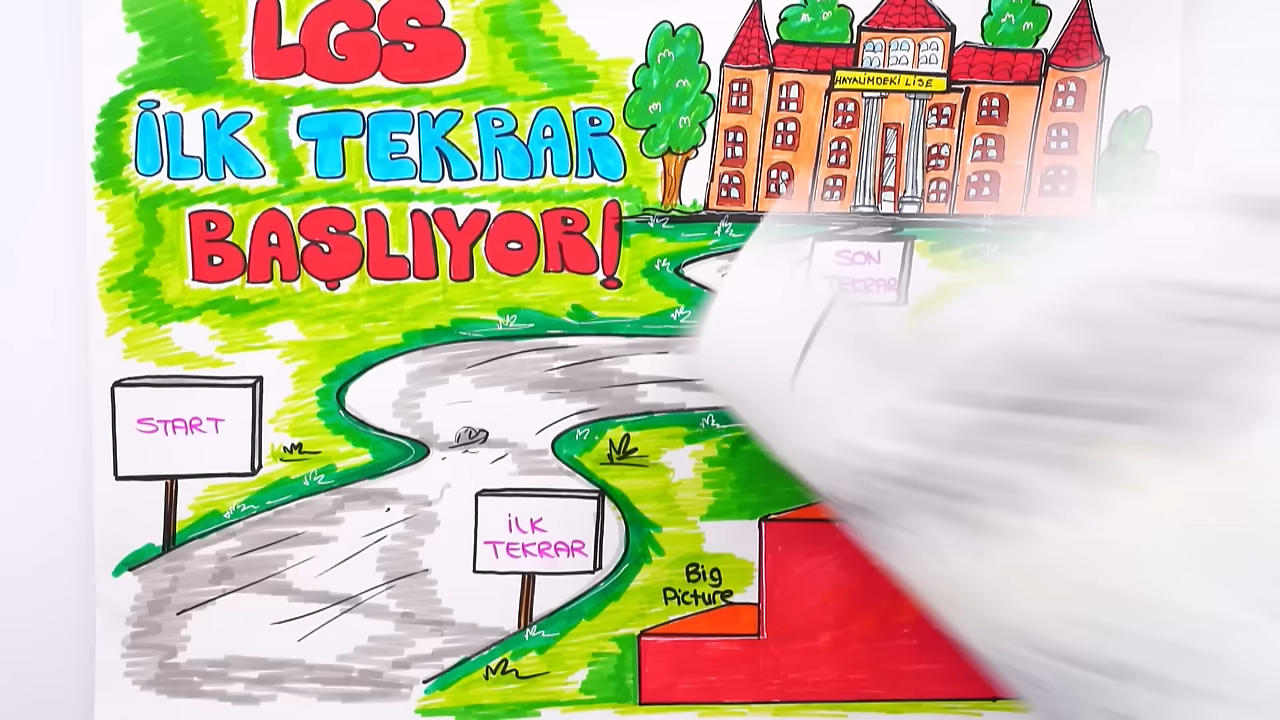 LGS
İLK TEKRAR
BAŞLIYOR!
HAYALİMDEKİ LİSE
SON
TEKRAR
START
İLK
TEKRAR
Big
Picture